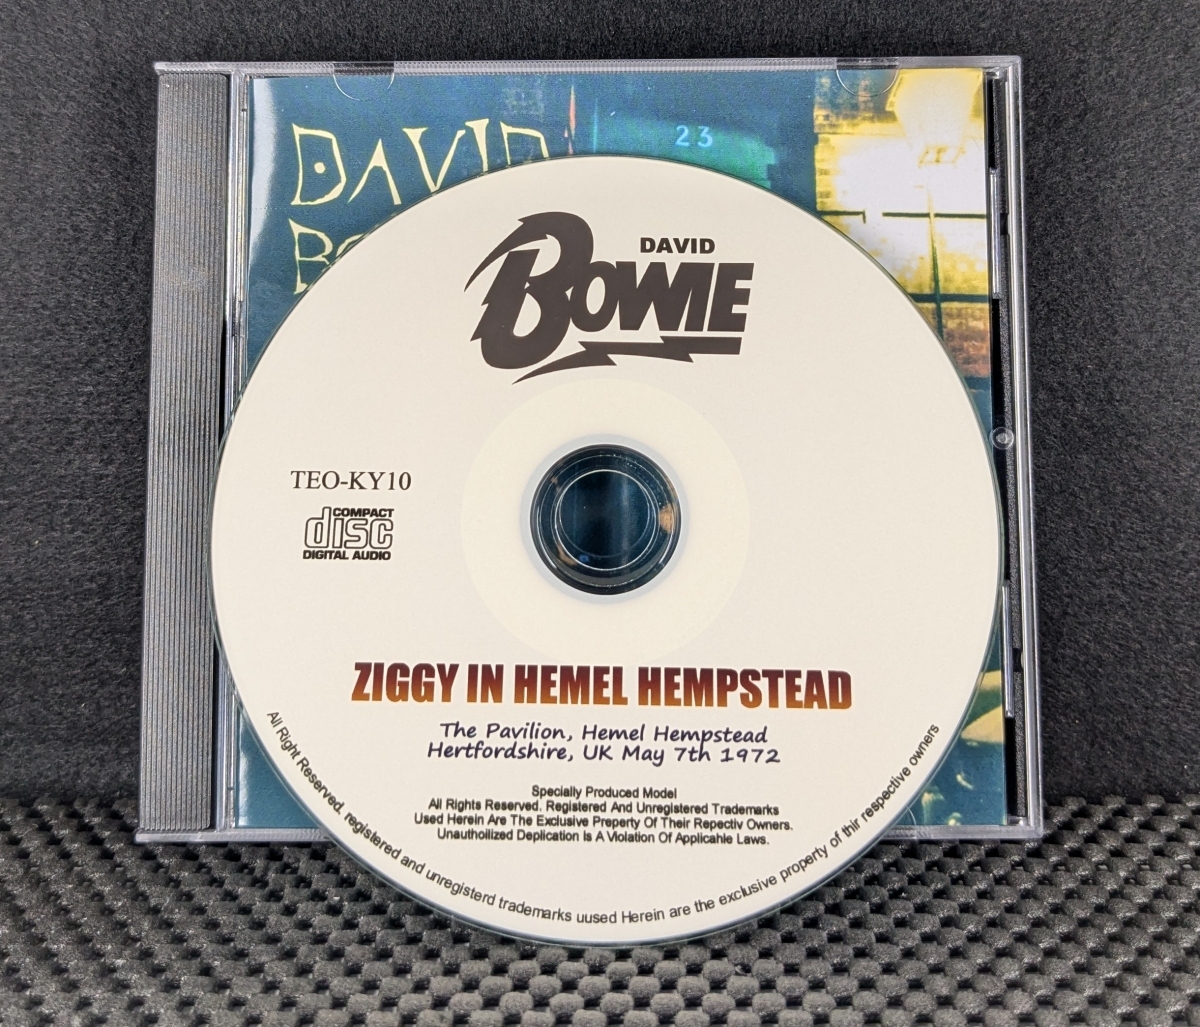 DAVID
23
DAVID
BOWIE
TEO-KY10
COMPACT
disc
DIGITAL AUDIO
ZIGGY IN HEMEL HEMPSTEAD
The Pavilion, Hemel Hempstead
Hertfordshire, UK May 7th 1972
Specially Produced Model
All Rights Reserved. Registered And Unregistered Trademarks
Used Herein Are The Exclusive Preperty Of Their Repectiv Owners.
Unauthoilized Deplication Is A Violation Of Applicahle Laws.
All Right Reserved. registered and unregisterd trademarks uused Herein are the exclusive property of thir respective owners